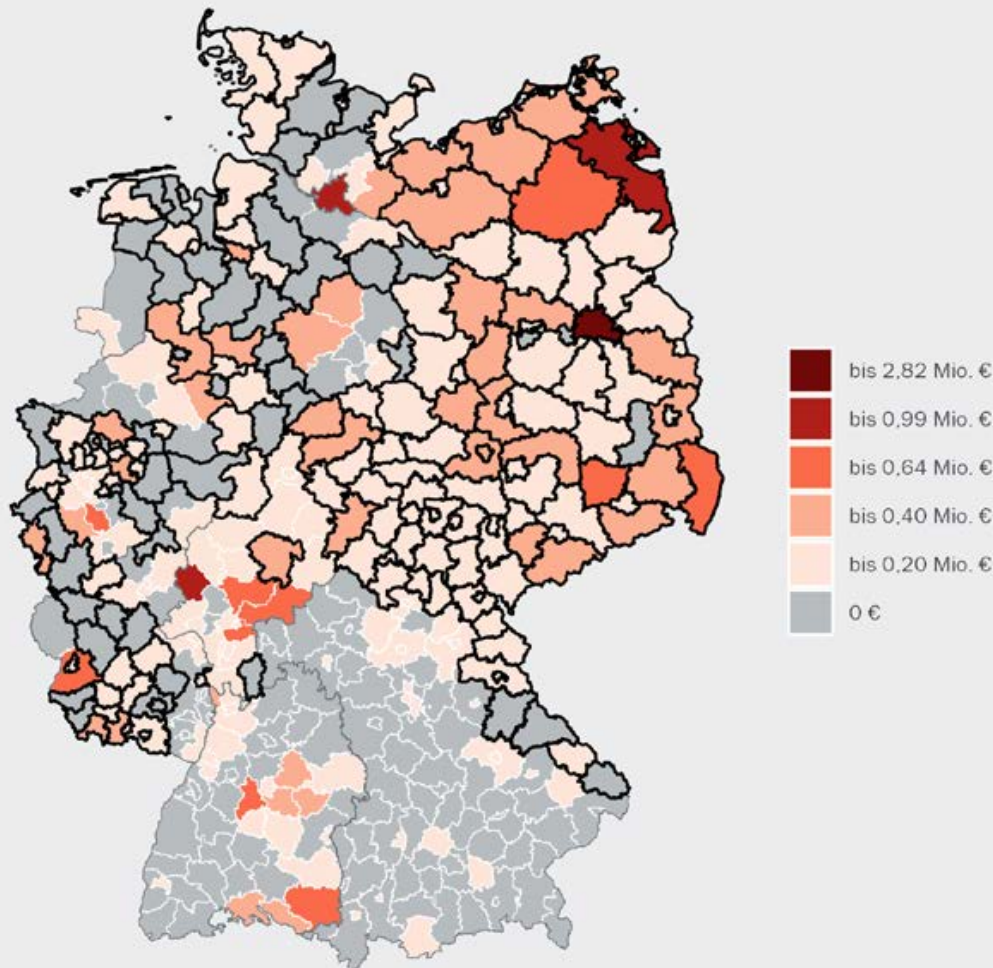 bis 2,82 Mio. €
bis 0,99 Mio. €
bis 0,64 Mio. €
bis 0,40 Mio. €
bis 0,20 Mio. €
0 €